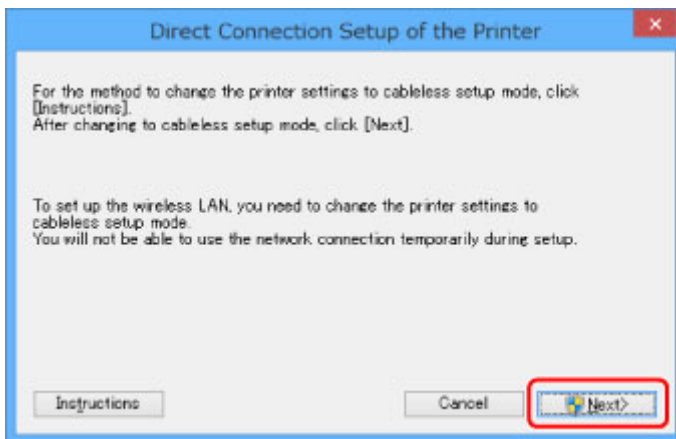 Direct Connection Setup of the Printer
For the method to change the printer settings to cableless setup mode, click
[Instructions].
After changing to cableless setup mode, click [Next].
To set up the wireless LAN, you need to change the printer settings to
cableless setup mode.
You will not be able to use the network connection temporarily during setup.
Instructions
Cancel
Next>